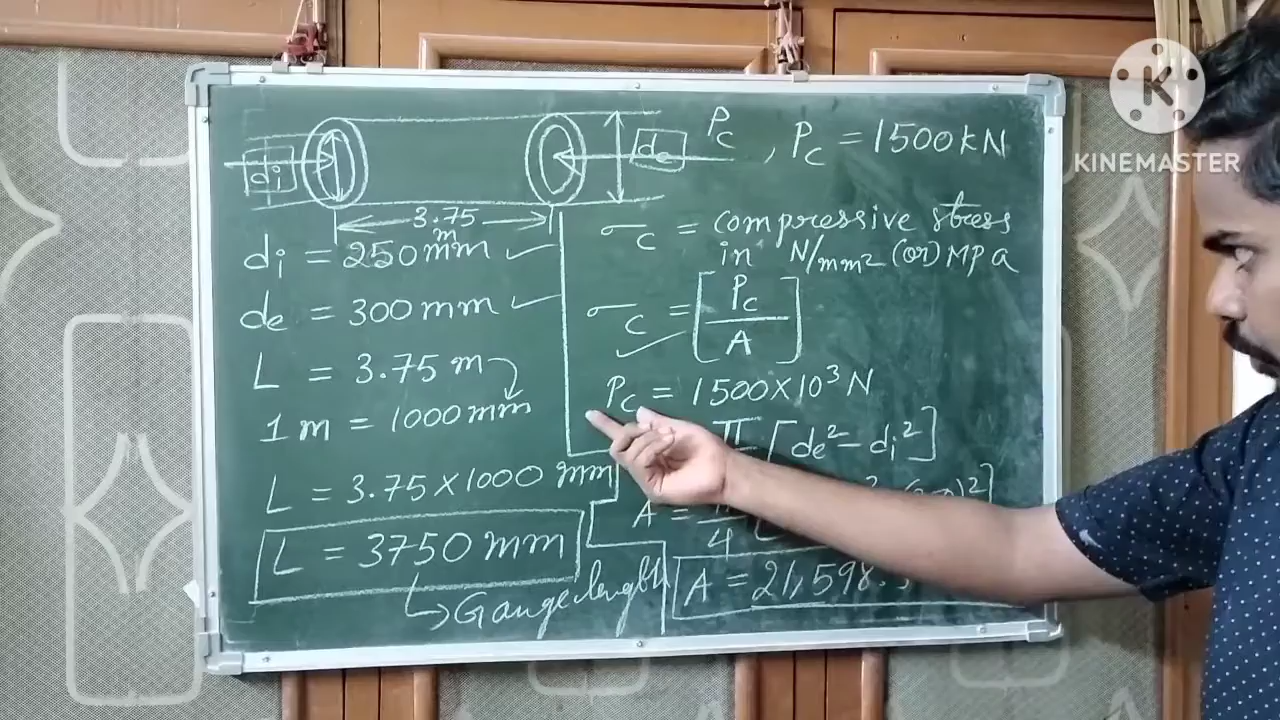 K
KINEMASTER
di
de
Pc , Pc = 1500 kN
3.75
m
di = 250 mm
de = 300 mm
L = 3.75 m
1 m = 1000 mm
L = 3.75 X 1000 mm
L = 3750 mm
Gauge length
σc = compressive stress
in N/mm² (or) MPa
σc = [Pc / A]
Pc = 1500 X 10³ N
π [de² - di²]
A = π/4 [
A = 21,598.